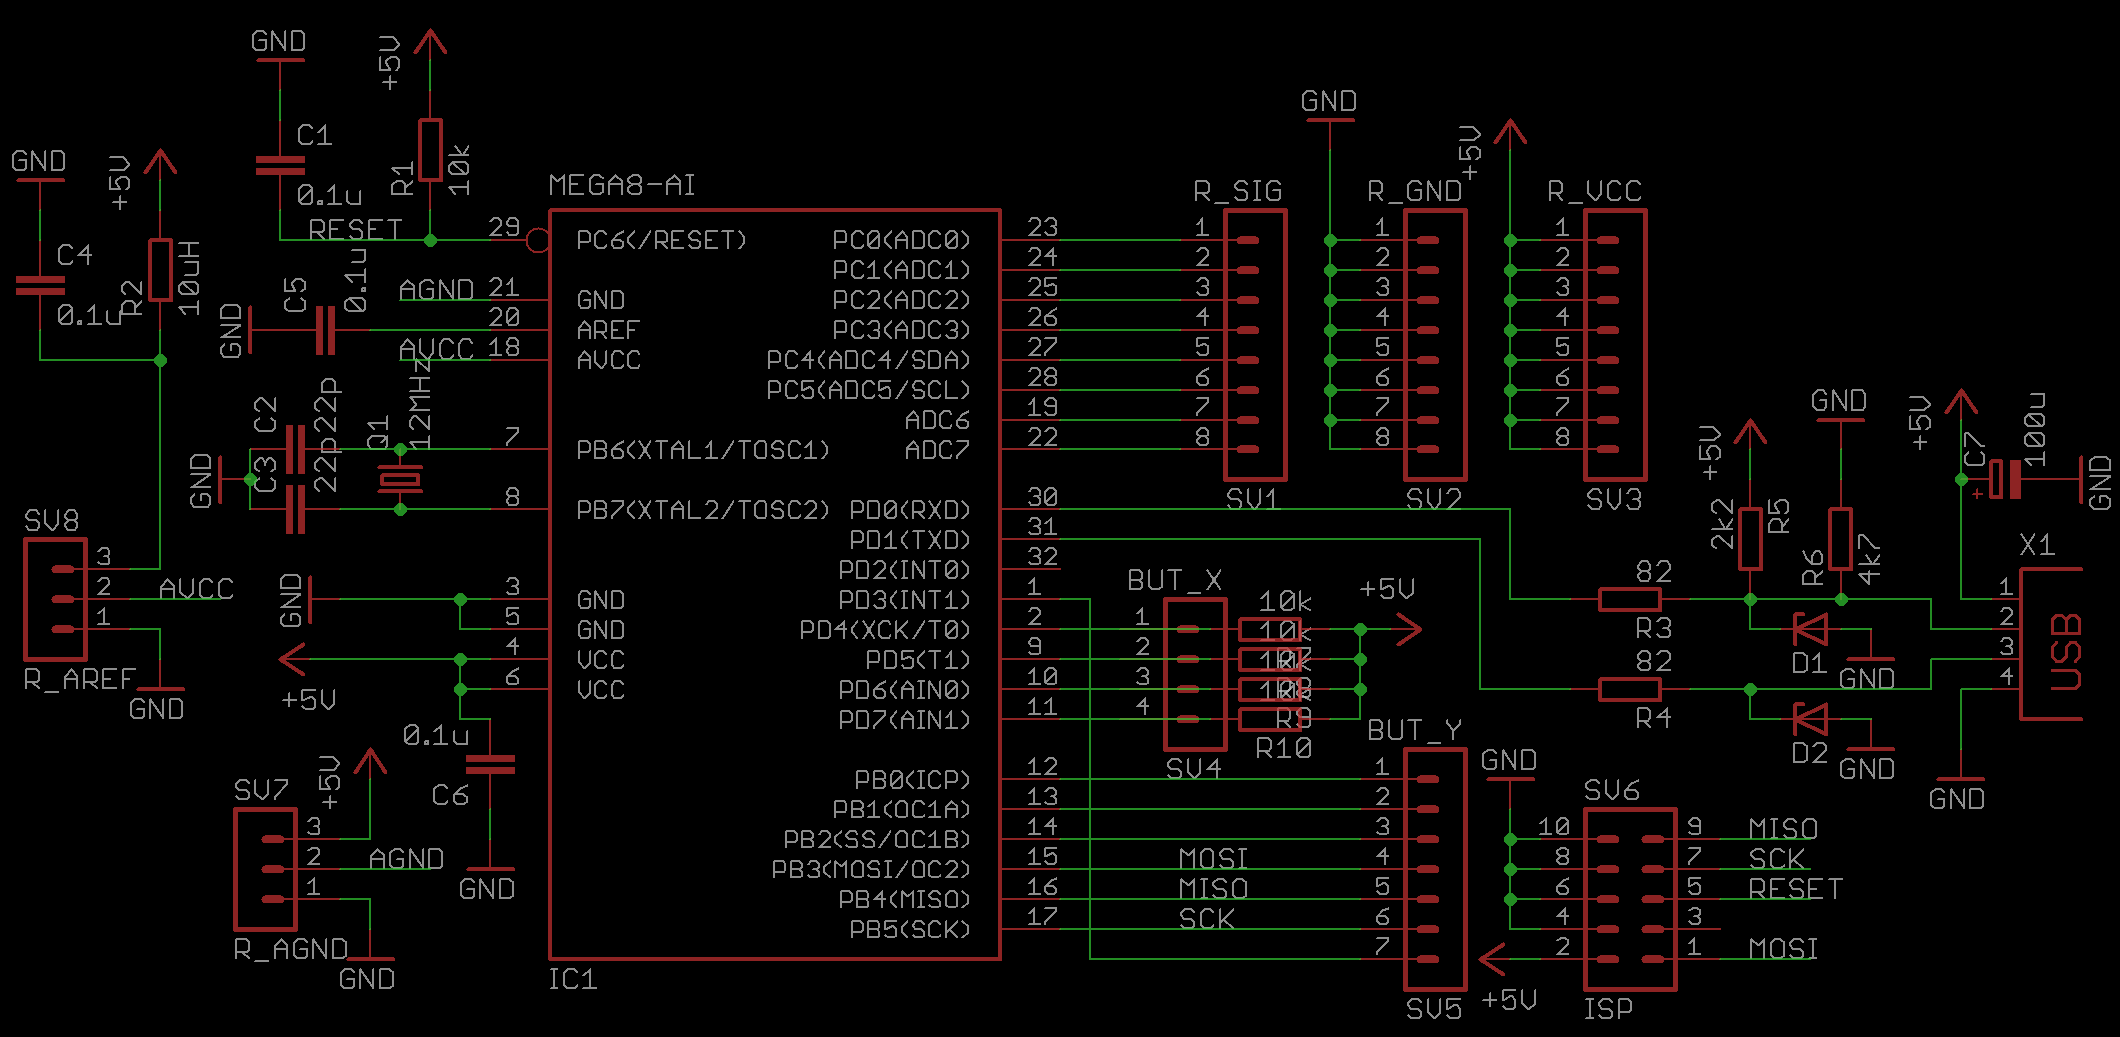 GND
+5V
C1
0.1u
R1
10k
RESET
GND
+5V
C4
0.1u
R2
10uH
C5
0.1u
GND
AGND
AVCC
C2
22p
C3
22p
Q1
12MHz
GND
SV8
3
2
1
AVCC
R_AREF
GND
GND
+5V
0.1u
C6
GND
SV7
+5V
3
2
1
AGND
R_AGND
GND
MEGA8-AI
29 PC6(/RESET)
21 GND
20 AREF
18 AVCC
7 PB6(XTAL1/TOSC1)
8 PB7(XTAL2/TOSC2)
3 GND
5 GND
4 VCC
6 VCC
PC0(ADC0) 23
PC1(ADC1) 24
PC2(ADC2) 25
PC3(ADC3) 26
PC4(ADC4/SDA) 27
PC5(ADC5/SCL) 28
ADC6 19
ADC7 22
PD0(RXD) 30
PD1(TXD) 31
PD2(INT0) 32
PD3(INT1) 1
PD4(XCK/T0) 2
PD5(T1) 9
PD6(AIN0) 10
PD7(AIN1) 11
PB0(ICP) 12
PB1(OC1A) 13
PB2(SS/OC1B) 14
PB3(MOSI/OC2) 15
PB4(MISO) 16
PB5(SCK) 17
IC1
R_SIG
1
2
3
4
5
6
7
8
SV1
GND
R_GND
1
2
3
4
5
6
7
8
SV2
+5V
R_VCC
1
2
3
4
5
6
7
8
SV3
BUT_X
1
2
3
4
SV4
10k
10k
R10
+5V
BUT_Y
1
2
3
4
5
6
7
SV5
MOSI
MISO
SCK
GND
SV6
10 9 MISO
8 7 SCK
6 5 RESET
4 3
2 1 MOSI
+5V
ISP
82
R3
82
R4
+5V
2k2
R5
GND
R6
4k7
D1
GND
D2
GND
+5V
C7
100u
+
GND
X1
1
2
3
4
USB
GND